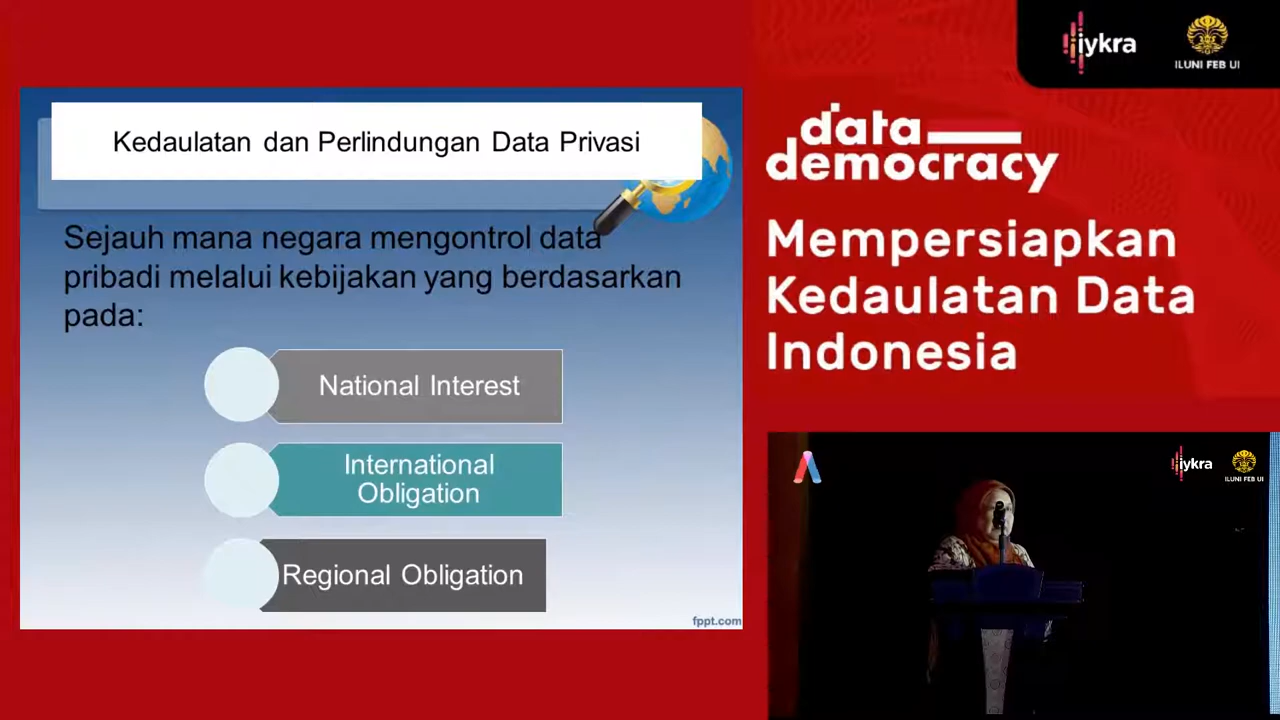 iykra
ILUNI FEB UI
Kedaulatan dan Perlindungan Data Privasi
Sejauh mana negara mengontrol data
pribadi melalui kebijakan yang berdasarkan
pada:
National Interest
International
Obligation
Regional Obligation
fppt.com
data
democracy
Mempersiapkan
Kedaulatan Data
Indonesia
iykra
ILUNI FEB UI